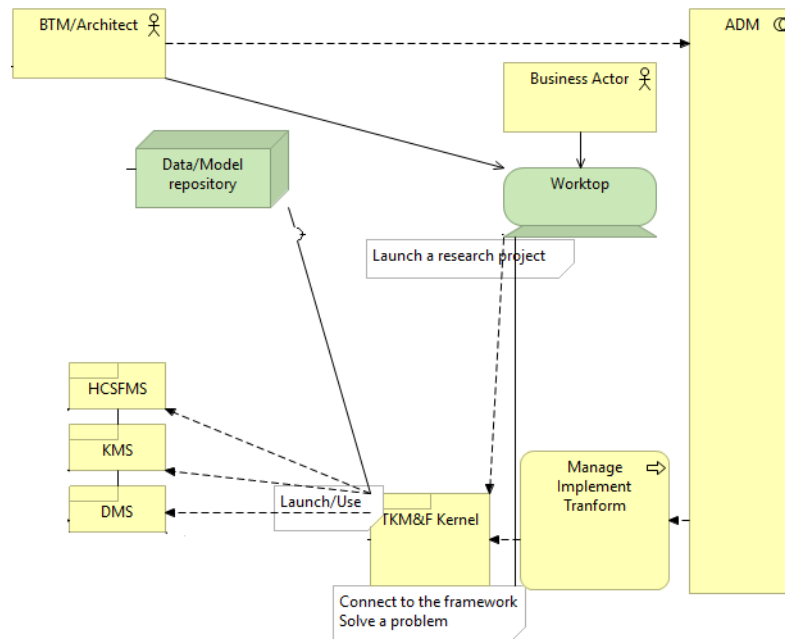 BTM/Architect
ADM
Business Actor
Data/Model
repository
Worktop
Launch a research project
HCSFMS
KMS
DMS
Launch/Use
TKM&F Kernel
Manage
Implement
Tranform
Connect to the framework
Solve a problem